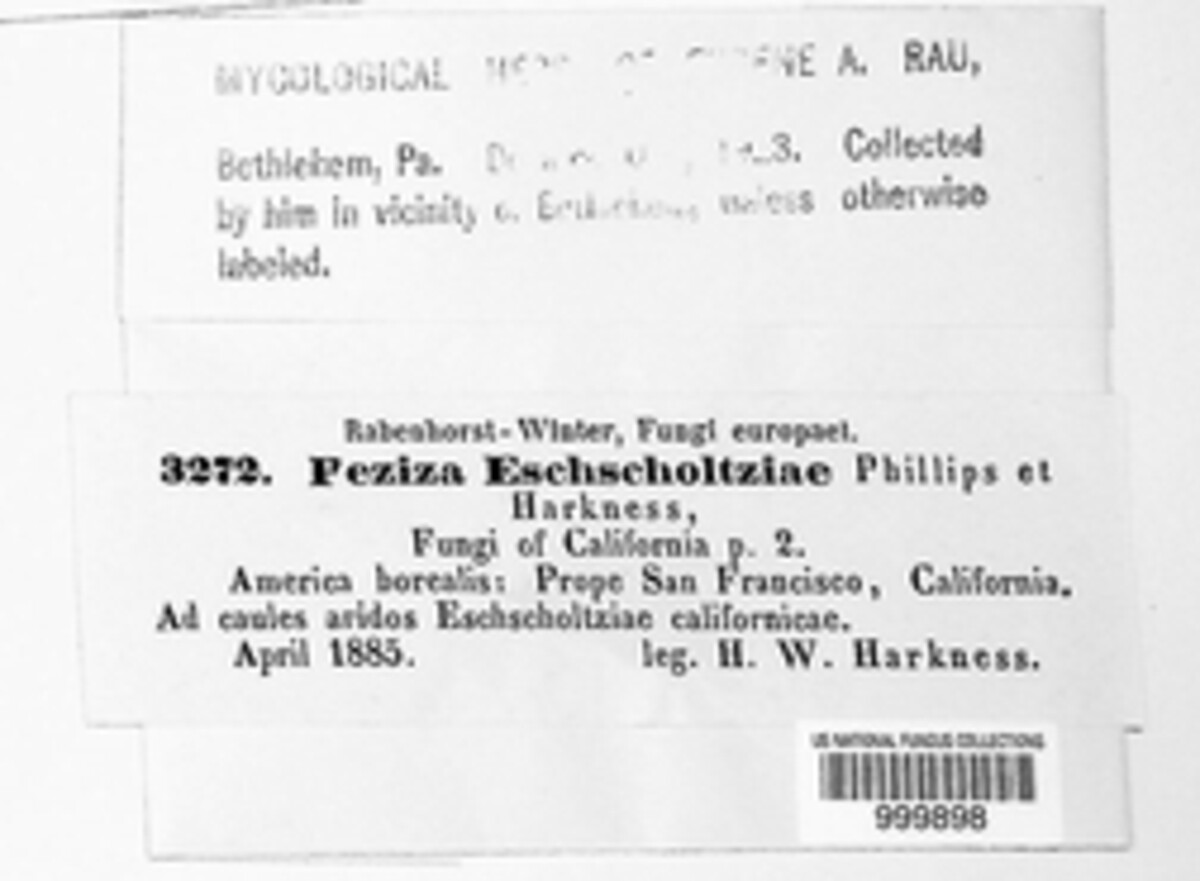 MYCOLOGICAL A. RAU,
Bethlehem, Pa. Collected
by him in vicinity unless otherwise
labeled.
Rabenhorst-Winter, Fungi europaei.
3272. Peziza Eschscholtziae Phillips et
Harkness,
Fungi of California p. 2.
America borealis: Prope San Francisco, California.
Ad caules aridos Eschscholtziae californicae.
April 1885. leg. H. W. Harkness.
US NATIONAL FUNGUS COLLECTIONS
999898